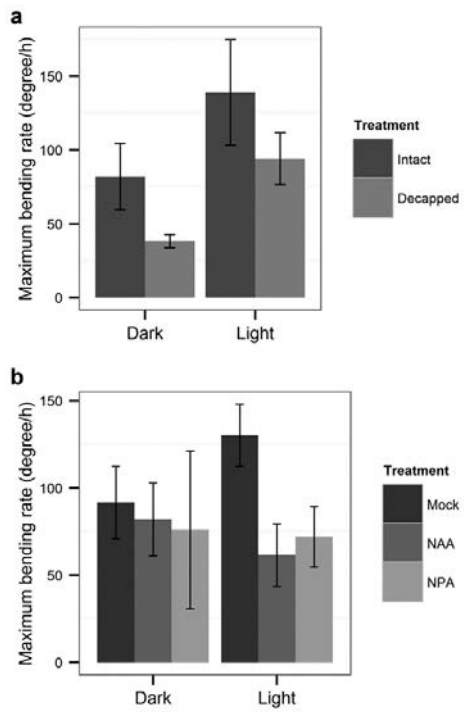 a
Maximum bending rate (degree/h)
150
100
50
0
Dark Light
Treatment
Intact
Decapped
b
Maximum bending rate (degree/h)
150
100
50
0
Dark Light
Treatment
Mock
NAA
NPA